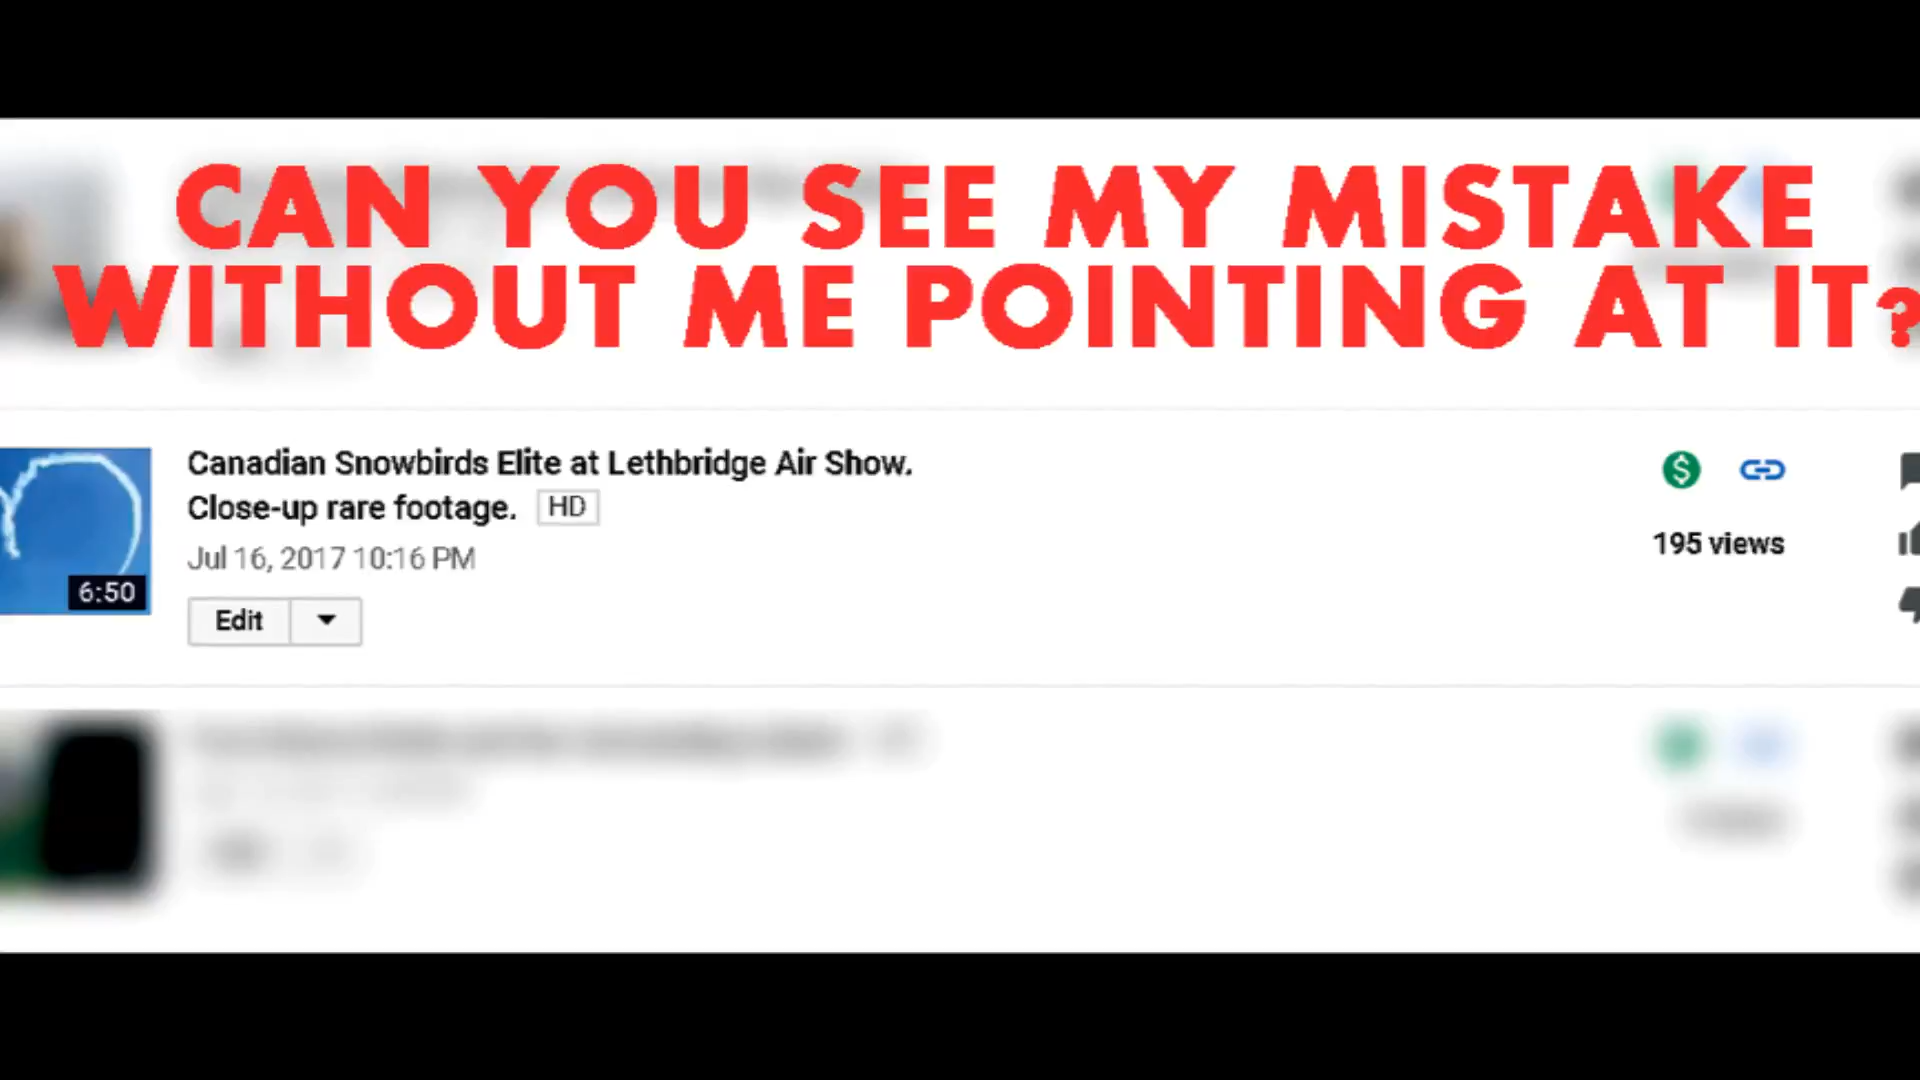 CAN YOU SEE MY MISTAKE
WITHOUT ME POINTING AT IT?
Canadian Snowbirds Elite at Lethbridge Air Show.
Close-up rare footage. HD
Jul 16, 2017 10:16 PM
195 views
6:50
Edit